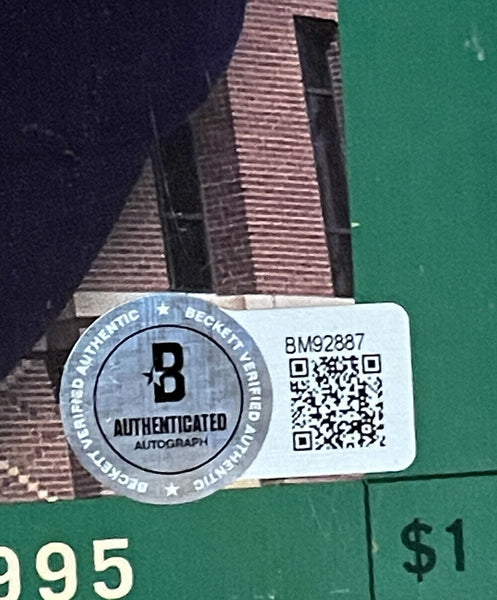 BECKETT VERIFIED AUTHENTIC
BECKETT VERIFIED AUTHENTIC
B
AUTHENTICATED
AUTOGRAPH
BM92887
995
$1